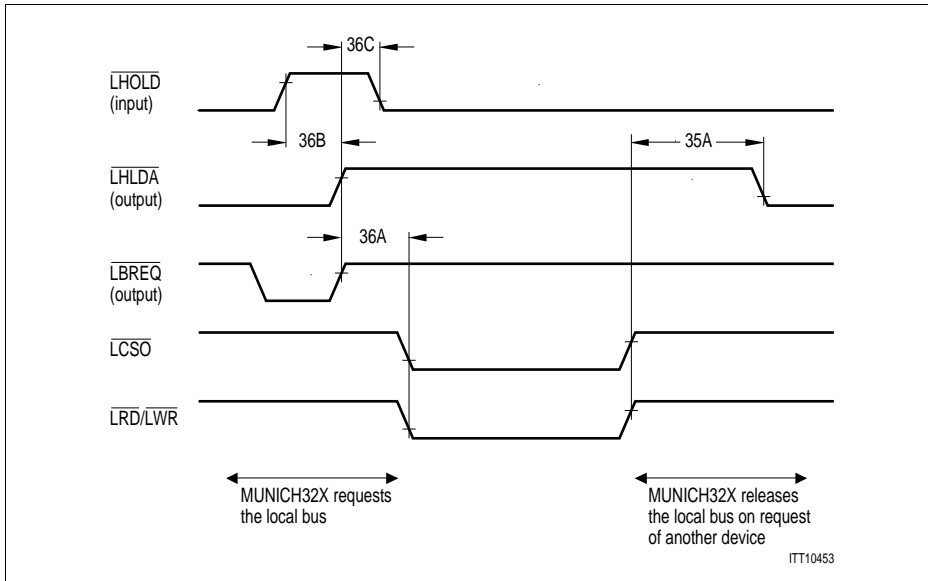 36C
LHOLD
(input)
36B
35A
LHLDA
(output)
36A
LBREQ
(output)
LCSO
LRD/LWR
MUNICH32X requests
the local bus
MUNICH32X releases
the local bus on request
of another device
ITT10453